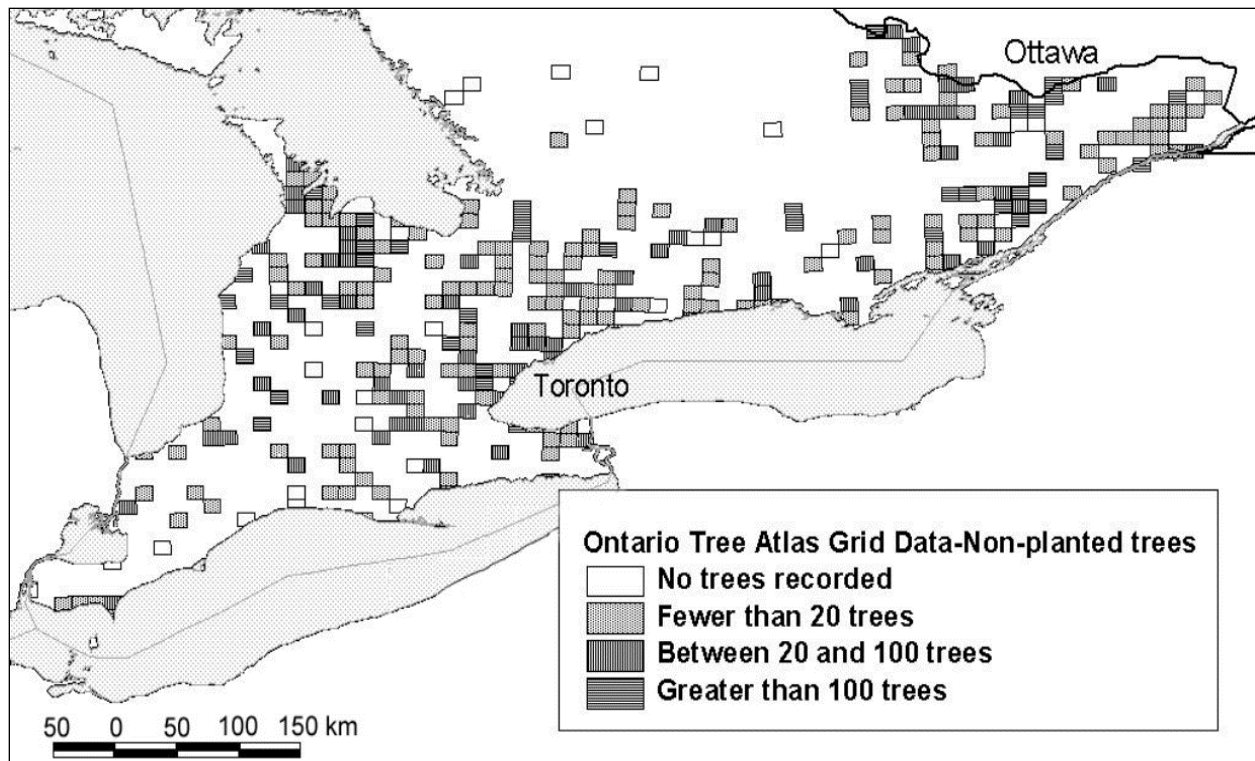 Ottawa
Toronto
Ontario Tree Atlas Grid Data-Non-planted trees
No trees recorded
Fewer than 20 trees
Between 20 and 100 trees
Greater than 100 trees
50 0 50 100 150 km